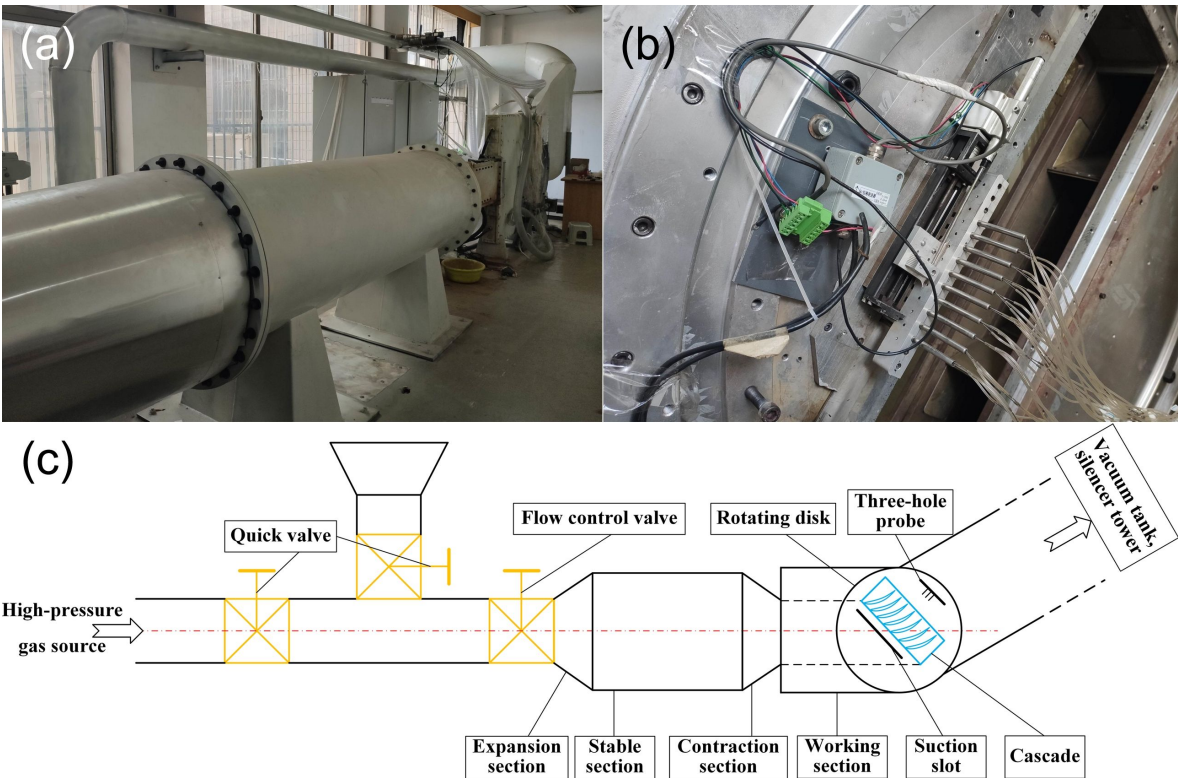 (a)
(b)
(c)
Quick valve
Flow control valve
Rotating disk
Three-hole
probe
Vacuum tank,
silencer tower
High-pressure
gas source
Expansion
section
Stable
section
Contraction
section
Working
section
Suction
slot
Cascade